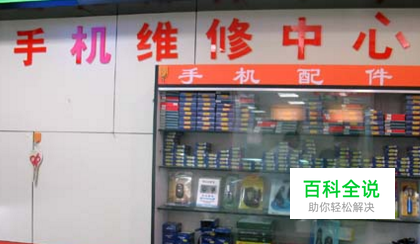 手机维修中心
手机配件
百科全说
助你轻松解决